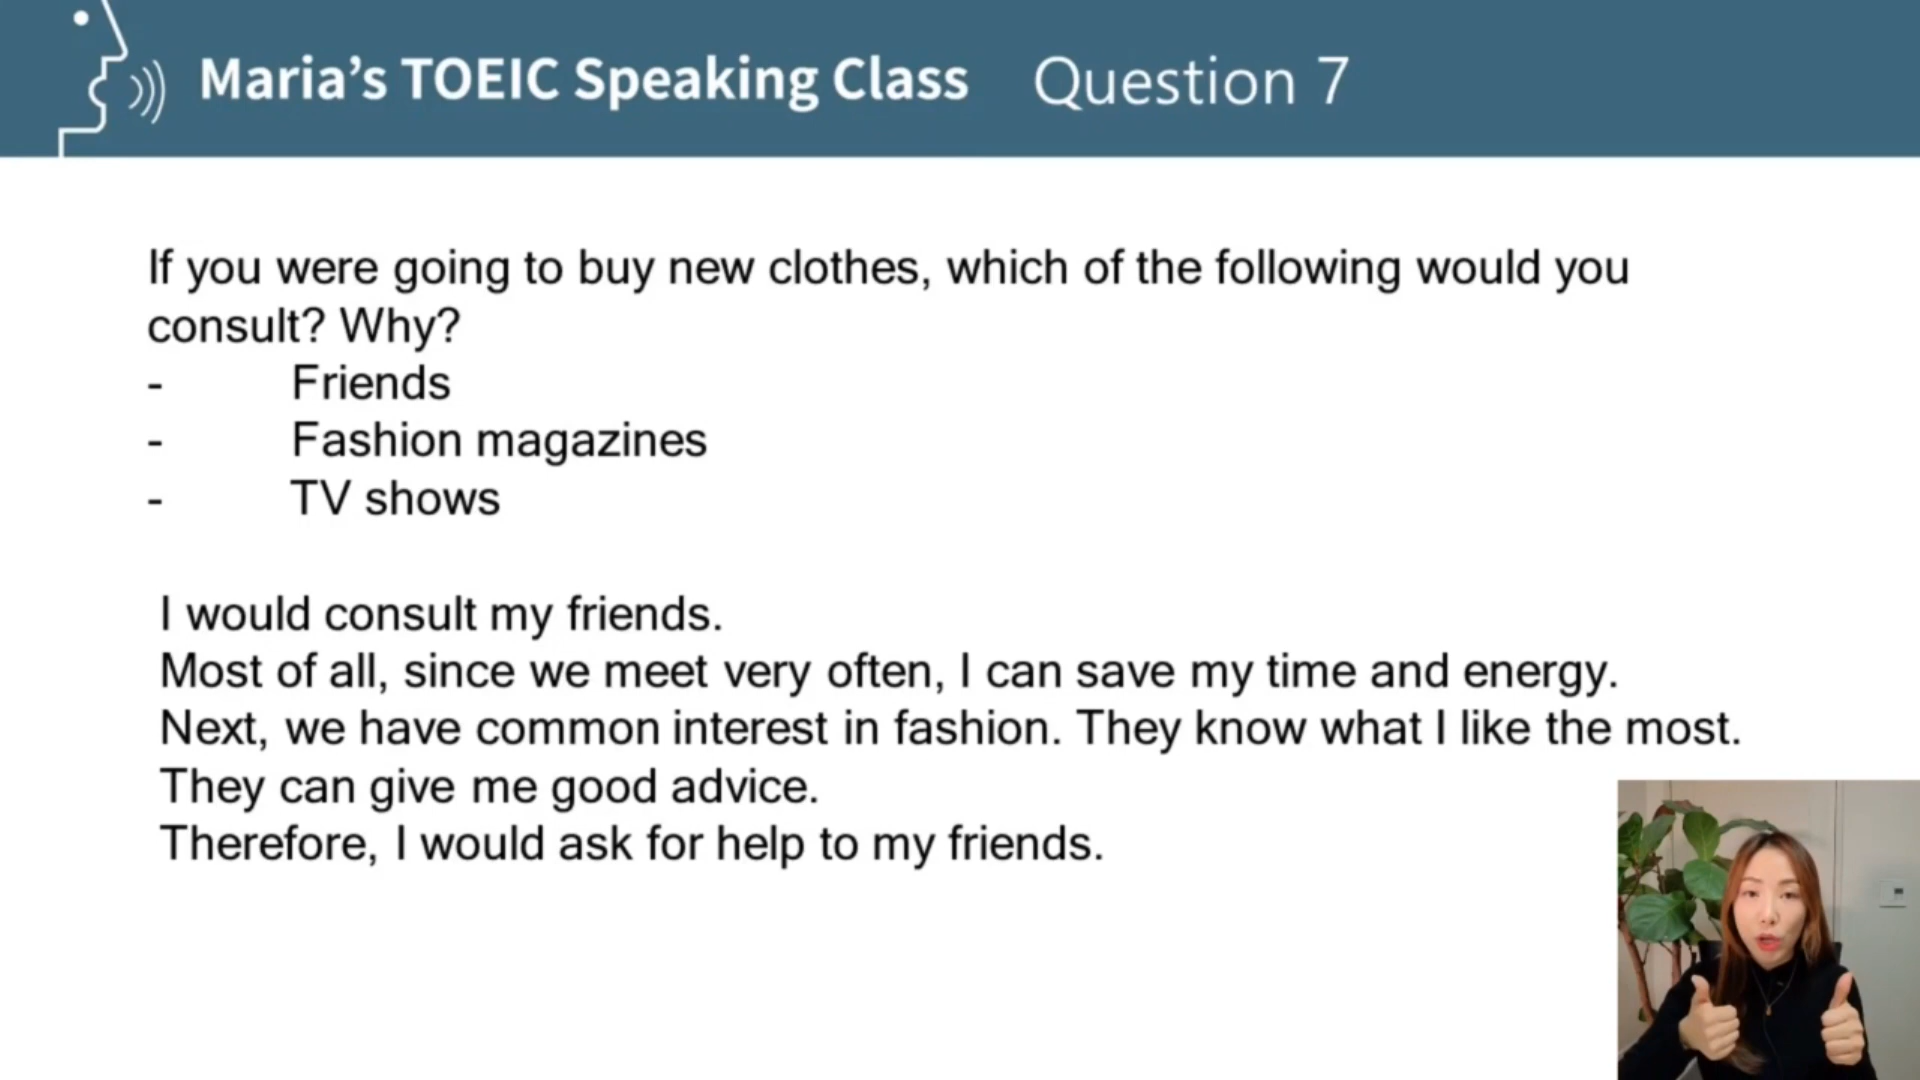 Maria's TOEIC Speaking Class Question 7
If you were going to buy new clothes, which of the following would you
consult? Why?
- Friends
- Fashion magazines
- TV shows
I would consult my friends.
Most of all, since we meet very often, I can save my time and energy.
Next, we have common interest in fashion. They know what I like the most.
They can give me good advice.
Therefore, I would ask for help to my friends.